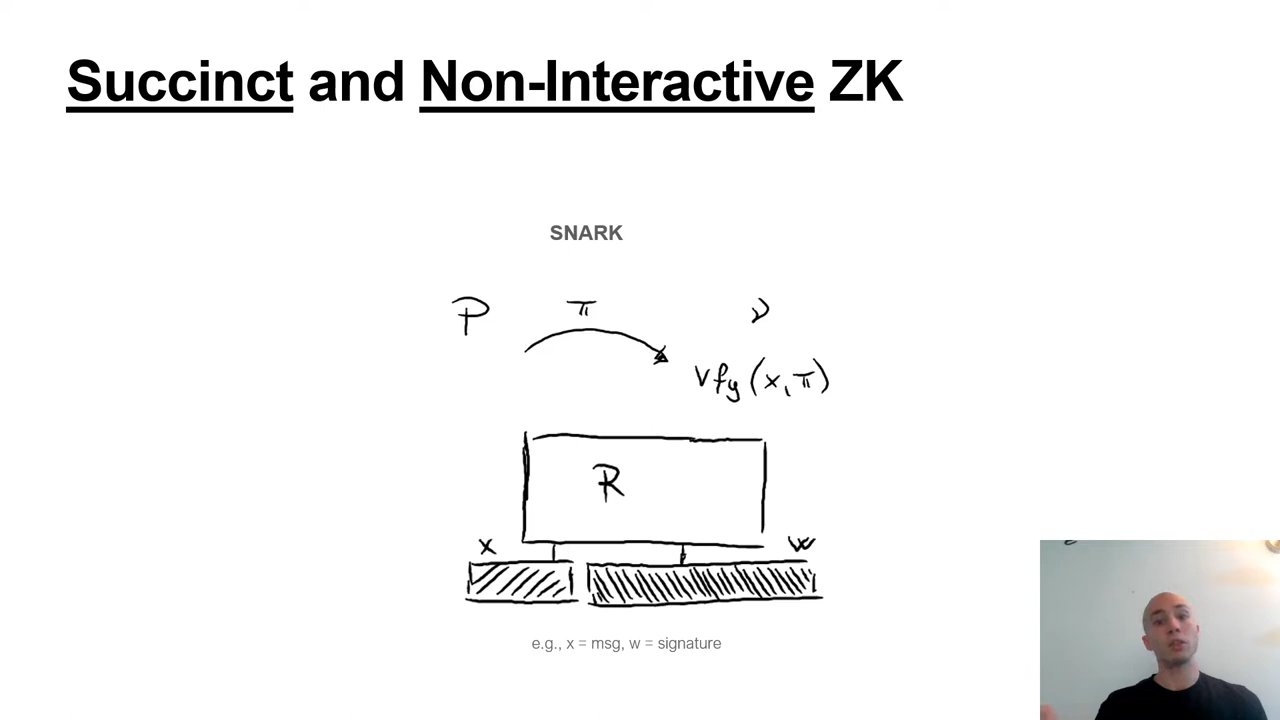 Succinct and Non-Interactive ZK
SNARK
P π V
Vfy (x, π)
R
x w
e.g., x = msg, w = signature